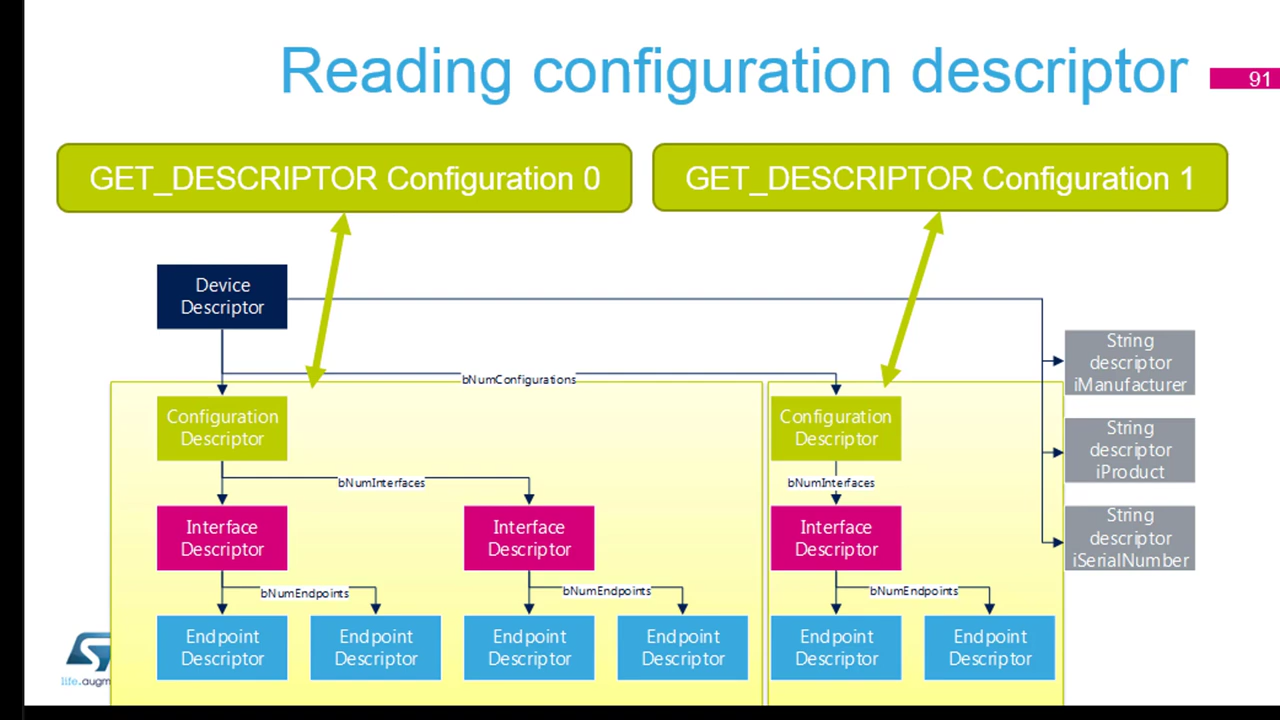 Reading configuration descriptor
91
GET_DESCRIPTOR Configuration 0
GET_DESCRIPTOR Configuration 1
Device
Descriptor
String
descriptor
iManufacturer
bNumConfigurations
Configuration
Descriptor
Configuration
Descriptor
String
descriptor
iProduct
bNumInterfaces
bNumInterfaces
Interface
Descriptor
Interface
Descriptor
Interface
Descriptor
String
descriptor
iSerialNumber
bNumEndpoints
bNumEndpoints
bNumEndpoints
Endpoint
Descriptor
Endpoint
Descriptor
Endpoint
Descriptor
Endpoint
Descriptor
Endpoint
Descriptor
Endpoint
Descriptor
life.augm